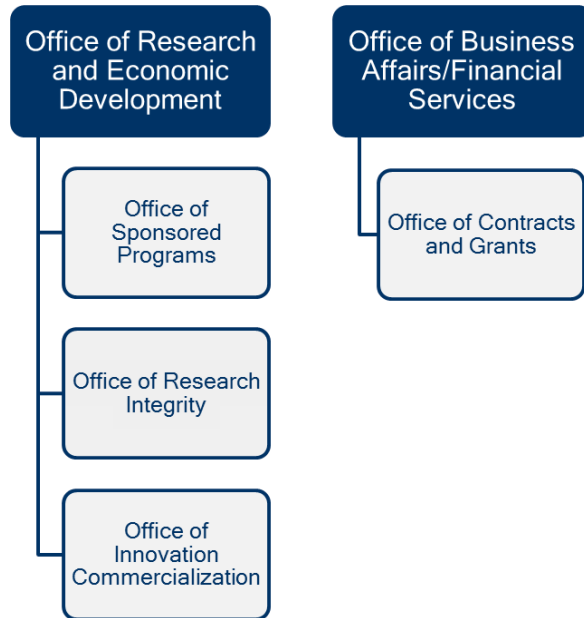 Office of Research
and Economic
Development
Office of
Sponsored
Programs
Office of Research
Integrity
Office of
Innovation
Commercialization
Office of Business
Affairs/Financial
Services
Office of Contracts
and Grants